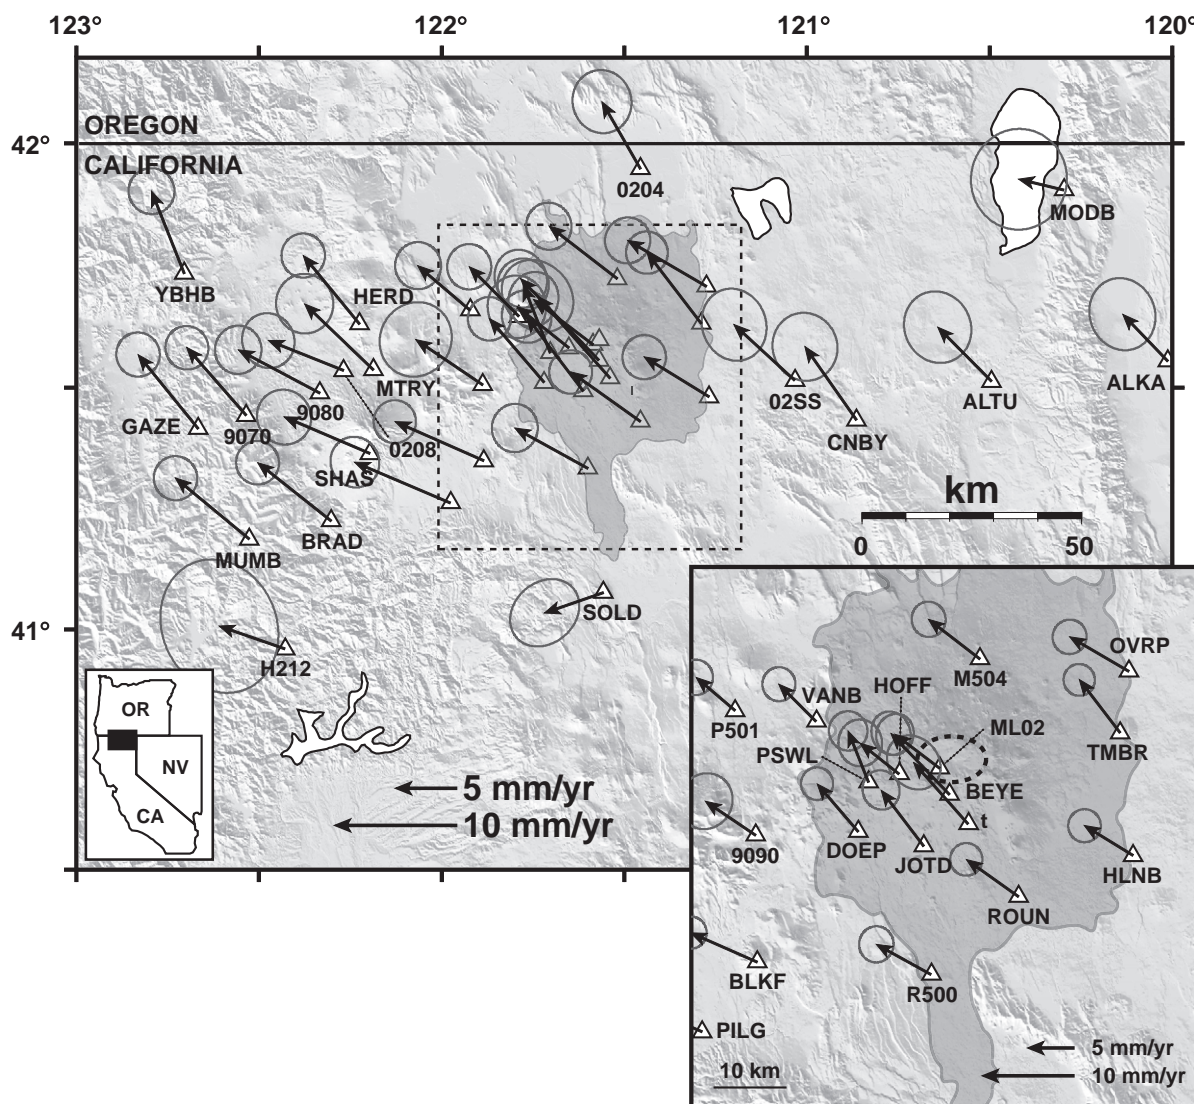 123° 122° 121° 120°
OREGON
42°
CALIFORNIA
0204
MODB
YBHB
HERD
MTRY
9080
GAZE
9070
0208
SHAS
02SS
CNBY
ALTU
ALKA
km
0 50
BRAD
MUMB
SOLD
41°
H212
OR
NV
CA
5 mm/yr
10 mm/yr
OVRP
M504
HOFF
VANB
P501
ML02
TMBR
PSWL
BEYE
t
9090
DOEP
JOTD
HLNB
ROUN
BLKF
R500
PILG
5 mm/yr
10 km
10 mm/yr